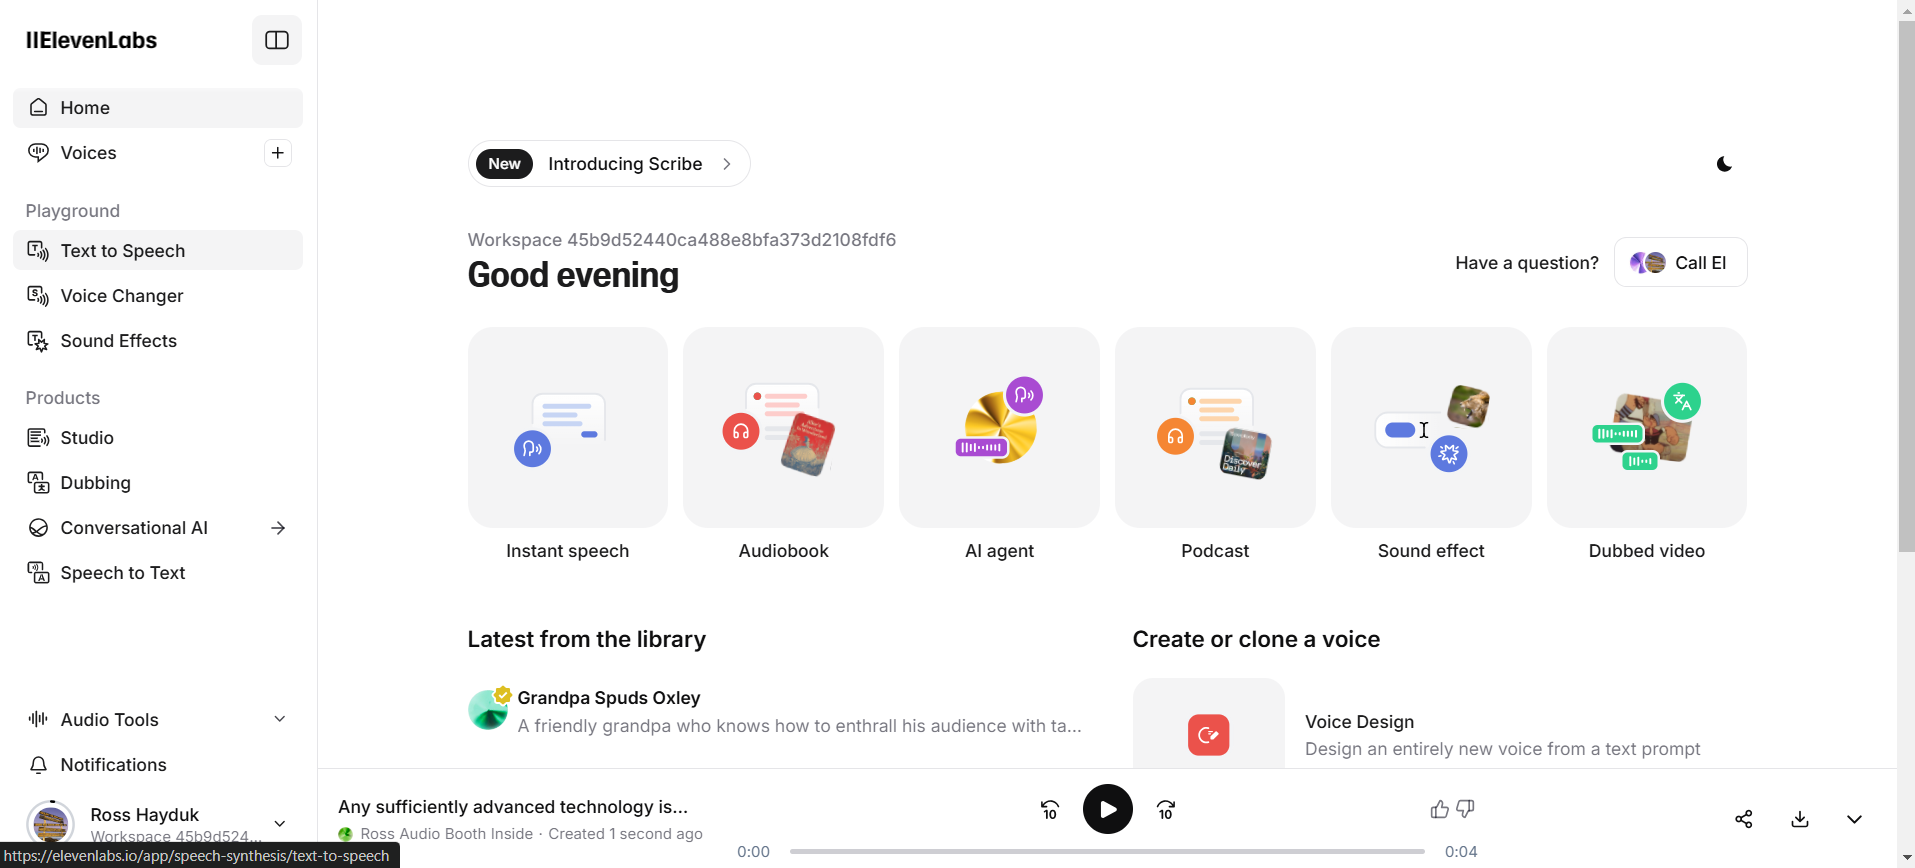 IIElevenLabs
Home
Voices
Playground
Text to Speech
Voice Changer
Sound Effects
Products
Studio
Dubbing
Conversational AI
Speech to Text
Audio Tools
Notifications
Ross Hayduk
Workspace 45b9d524...
https://elevenlabs.io/app/speech-synthesis/text-to-speech
New Introducing Scribe
Workspace 45b9d52440ca488e8bfa373d2108fdf6
Good evening
Have a question? Call EI
Discover
Daily
Instant speech
Audiobook
AI agent
Podcast
Sound effect
Dubbed video
Latest from the library
Grandpa Spuds Oxley
A friendly grandpa who knows how to enthrall his audience with ta...
Create or clone a voice
Voice Design
Design an entirely new voice from a text prompt
Any sufficiently advanced technology is...
Ross Audio Booth Inside · Created 1 second ago
10
10
0:00
0:04